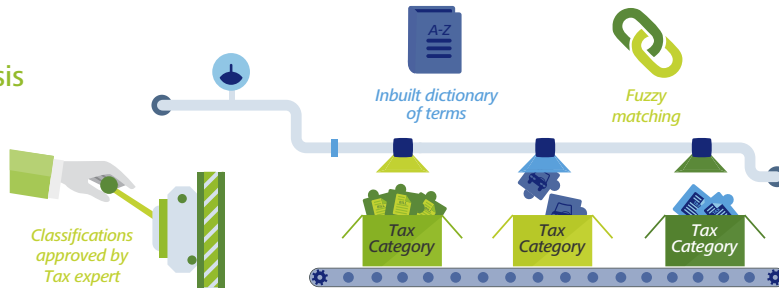 sis
A-Z
Inbuilt dictionary
of terms
Fuzzy
matching
Classifications
approved by
Tax expert
Tax
Category
Tax
Category
Tax
Category